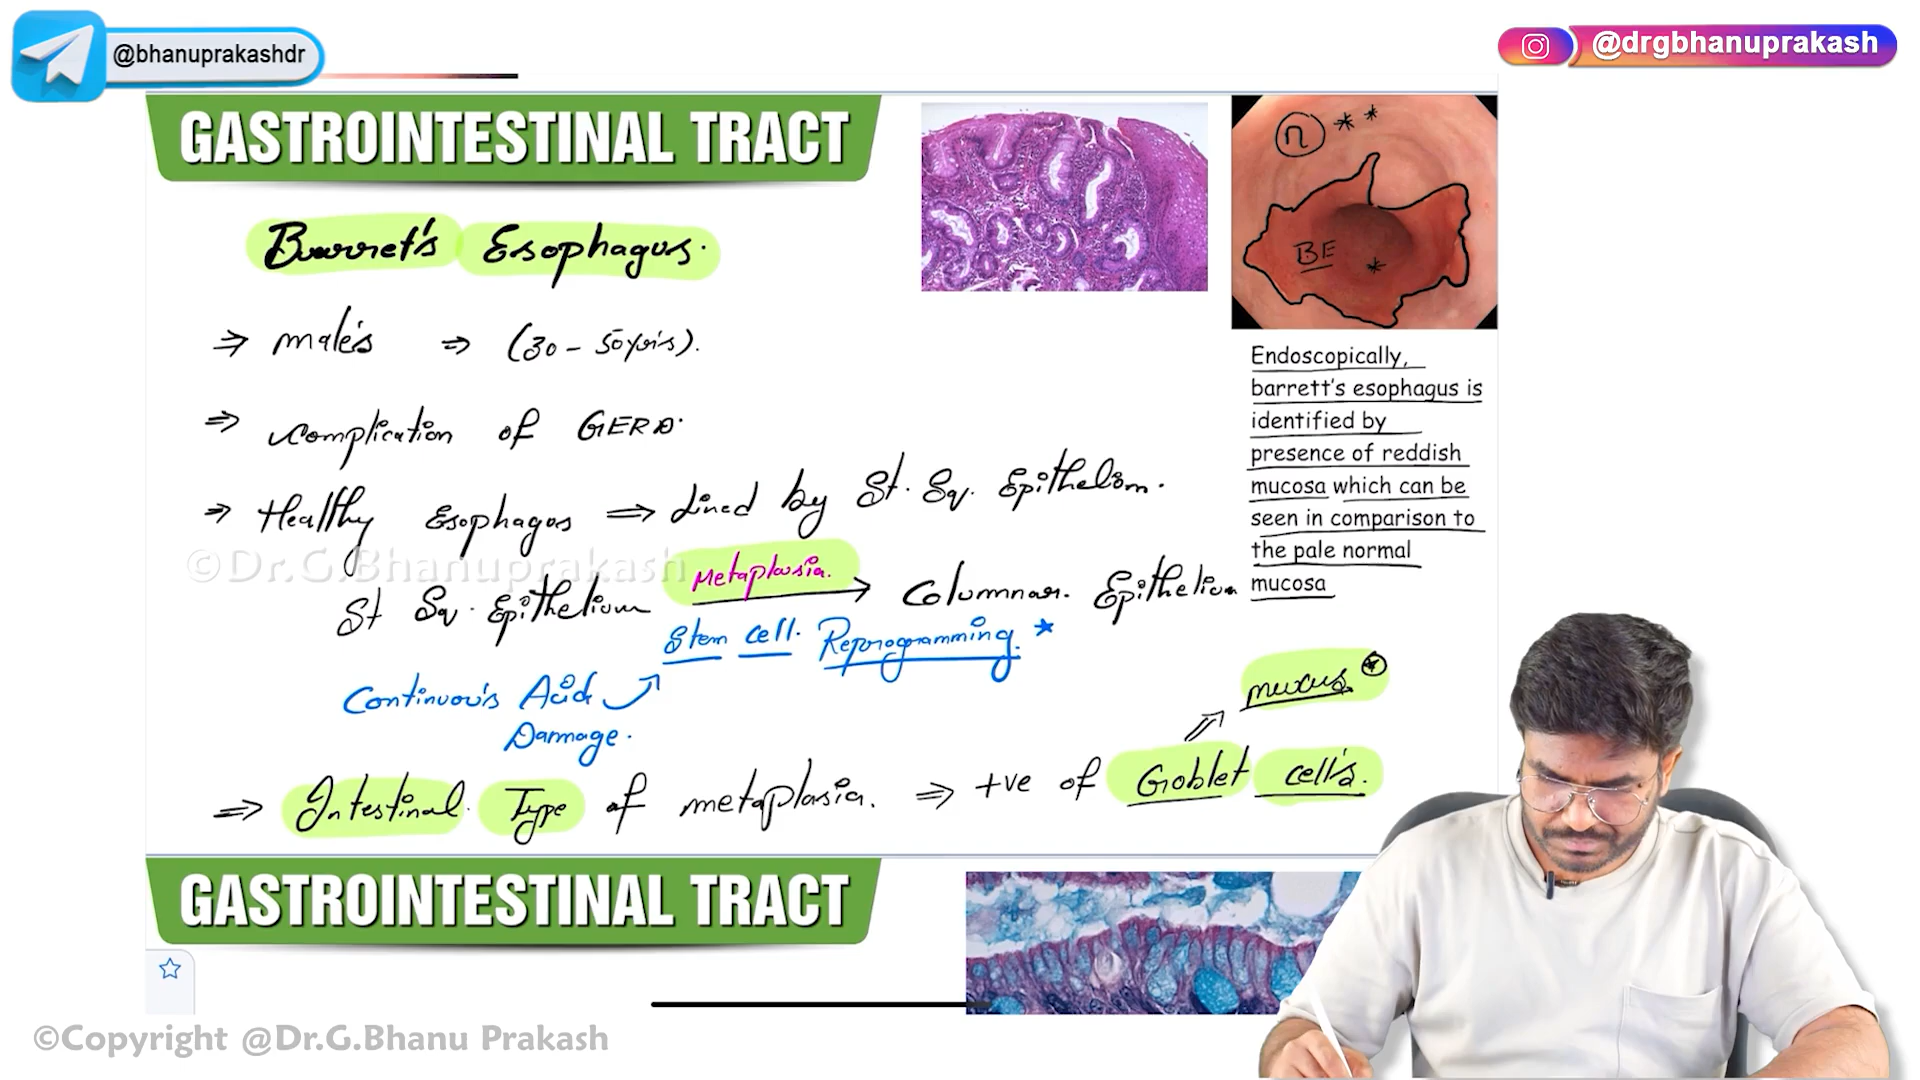 @bhanuprakashdr
@drgbhanuprakash
GASTROINTESTINAL TRACT
Barret's Esophagus.
⇒ males ⇒ (30 - 50yrs).
⇒ complication of GERD.
⇒ Healthy Esophagus ⇒ Lined by St. Sq. Epithelium.
©Dr.G.Bhanuprakash
St Sq. Epithelium Metaplasia. → Columnar. Epithelium
Stem cell. Reprogramming. *
Continuous Acid
Damage.
mucus *
⇒ Intestinal Type of metaplasia. ⇒ +ve of Goblet cells.
n * *
BE *
Endoscopically,
barrett's esophagus is
identified by
presence of reddish
mucosa which can be
seen in comparison to
the pale normal
mucosa
GASTROINTESTINAL TRACT
©Copyright @Dr.G.Bhanu Prakash